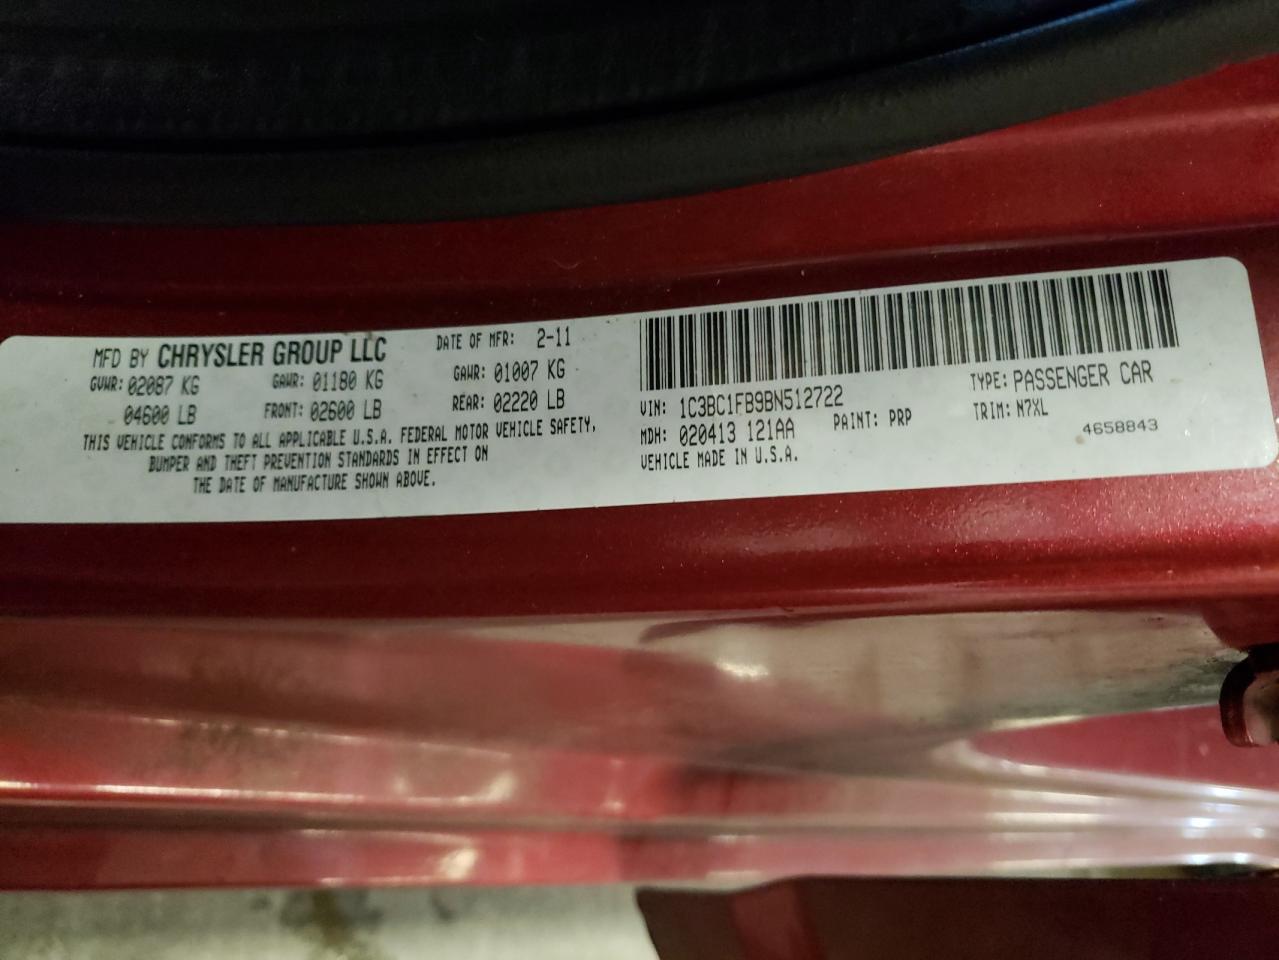 MFD BY CHRYSLER GROUP LLC DATE OF MFR: 2-11
GVWR: 02087 KG GAWR: 01180 KG GAWR: 01007 KG
04600 LB FRONT: 02600 LB REAR: 02220 LB
THIS VEHICLE CONFORMS TO ALL APPLICABLE U.S.A. FEDERAL MOTOR VEHICLE SAFETY,
BUMPER AND THEFT PREVENTION STANDARDS IN EFFECT ON
THE DATE OF MANUFACTURE SHOWN ABOVE.
VIN: 1C3BC1FB9BN512722 TYPE: PASSENGER CAR
MDH: 020413 121AA PAINT: PRP TRIM: N7XL
VEHICLE MADE IN U.S.A. 4658843